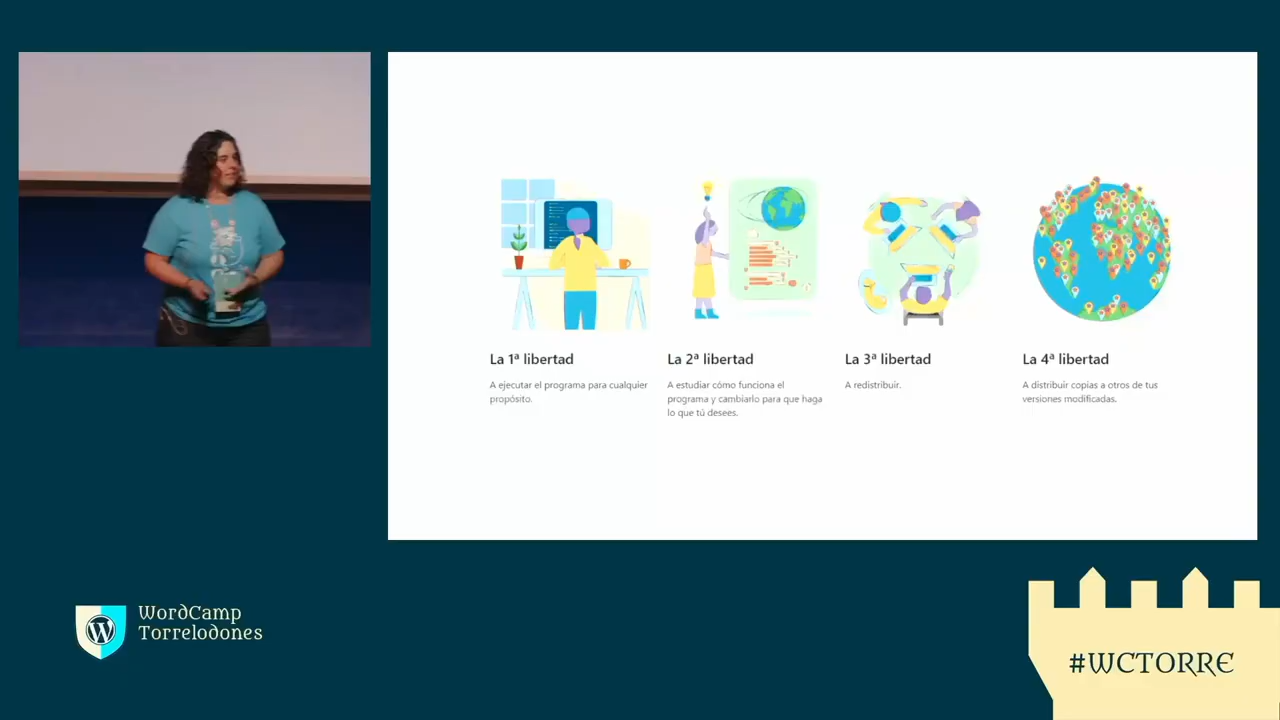 La 1ª libertad
A ejecutar el programa para cualquier
propósito.
La 2ª libertad
A estudiar cómo funciona el
programa y cambiarlo para que haga
lo que tú desees.
La 3ª libertad
A redistribuir.
La 4ª libertad
A distribuir copias a otros de tus
versiones modificadas.
WordCamp
Torrelodones
#WCTORRE